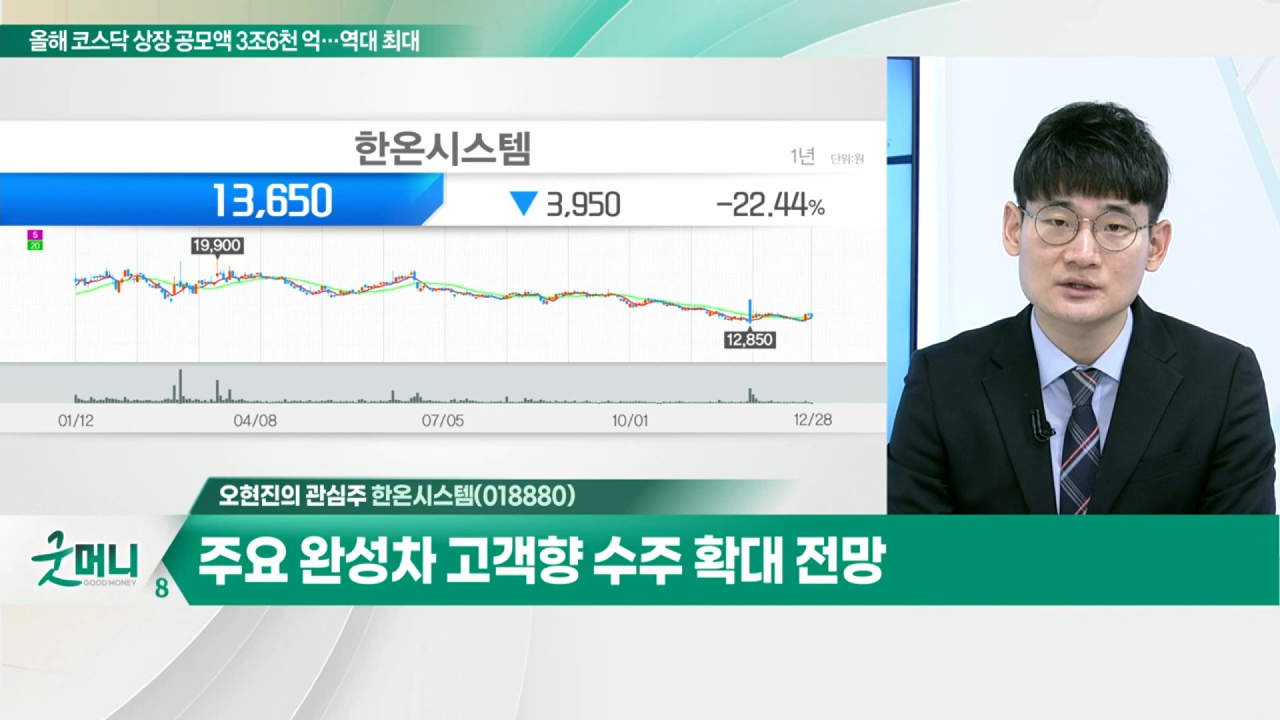 올해 코스닥 상장 공모액 3조6천 억…역대 최대
한온시스템
1년 단위:원
13,650 ▼ 3,950 -22.44%
5
20
19,900
12,850
01/12 04/08 07/05 10/01 12/28
오현진의 관심주 한온시스템(018880)
주요 완성차 고객향 수주 확대 전망
굿머니
GOOD MONEY
8